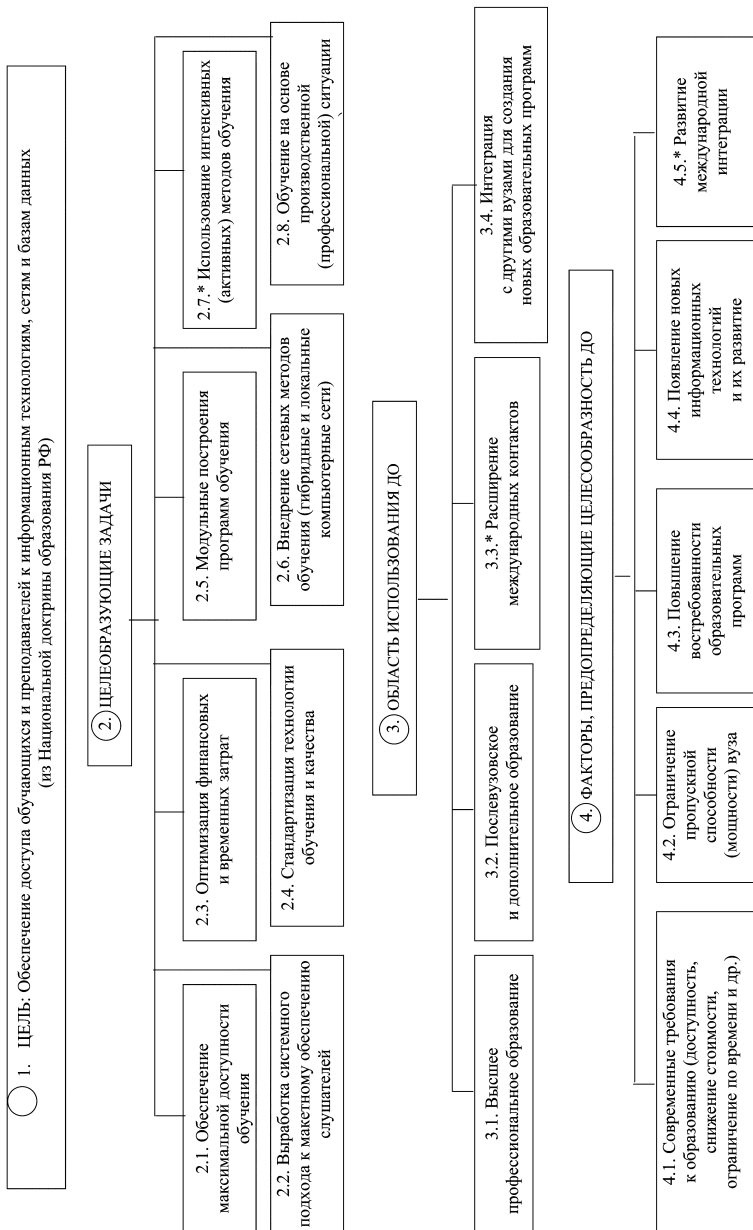 1. ЦЕЛЬ: Обеспечение доступа обучающихся и преподавателей к информационным технологиям, сетям и базам данных
(из Национальной доктрины образования РФ)
2. ЦЕЛЕОБРАЗУЮЩИЕ ЗАДАЧИ
2.1. Обеспечение
максимальной доступности
обучения
2.2. Выработка системного
подхода к макетному обеспечению
слушателей
2.3. Оптимизация финансовых
и временных затрат
2.4. Стандартизация технологии
обучения и качества
2.5. Модульные построения
программ обучения
2.6. Внедрение сетевых методов
обучения (гибридные и локальные
компьютерные сети)
2.7.* Использование интенсивных
(активных) методов обучения
2.8. Обучение на основе
производственной
(профессиональной) ситуации
3. ОБЛАСТЬ ИСПОЛЬЗОВАНИЯ ДО
3.1. Высшее
профессиональное образование
3.2. Послевузовское
и дополнительное образование
3.3.* Расширение
международных контактов
3.4. Интеграция
с другими вузами для создания
новых образовательных программ
4. ФАКТОРЫ, ПРЕДОПРЕДЕЛЯЮЩИЕ ЦЕЛЕСООБРАЗНОСТЬ ДО
4.1. Современные требования
к образованию (доступность,
снижение стоимости,
ограничение по времени и др.)
4.2. Ограничение
пропускной
способности
(мощности) вуза
4.3. Повышение
востребованности
образовательных
программ
4.4. Появление новых
информационных
технологий
и их развитие
4.5.* Развитие
международной
интеграции